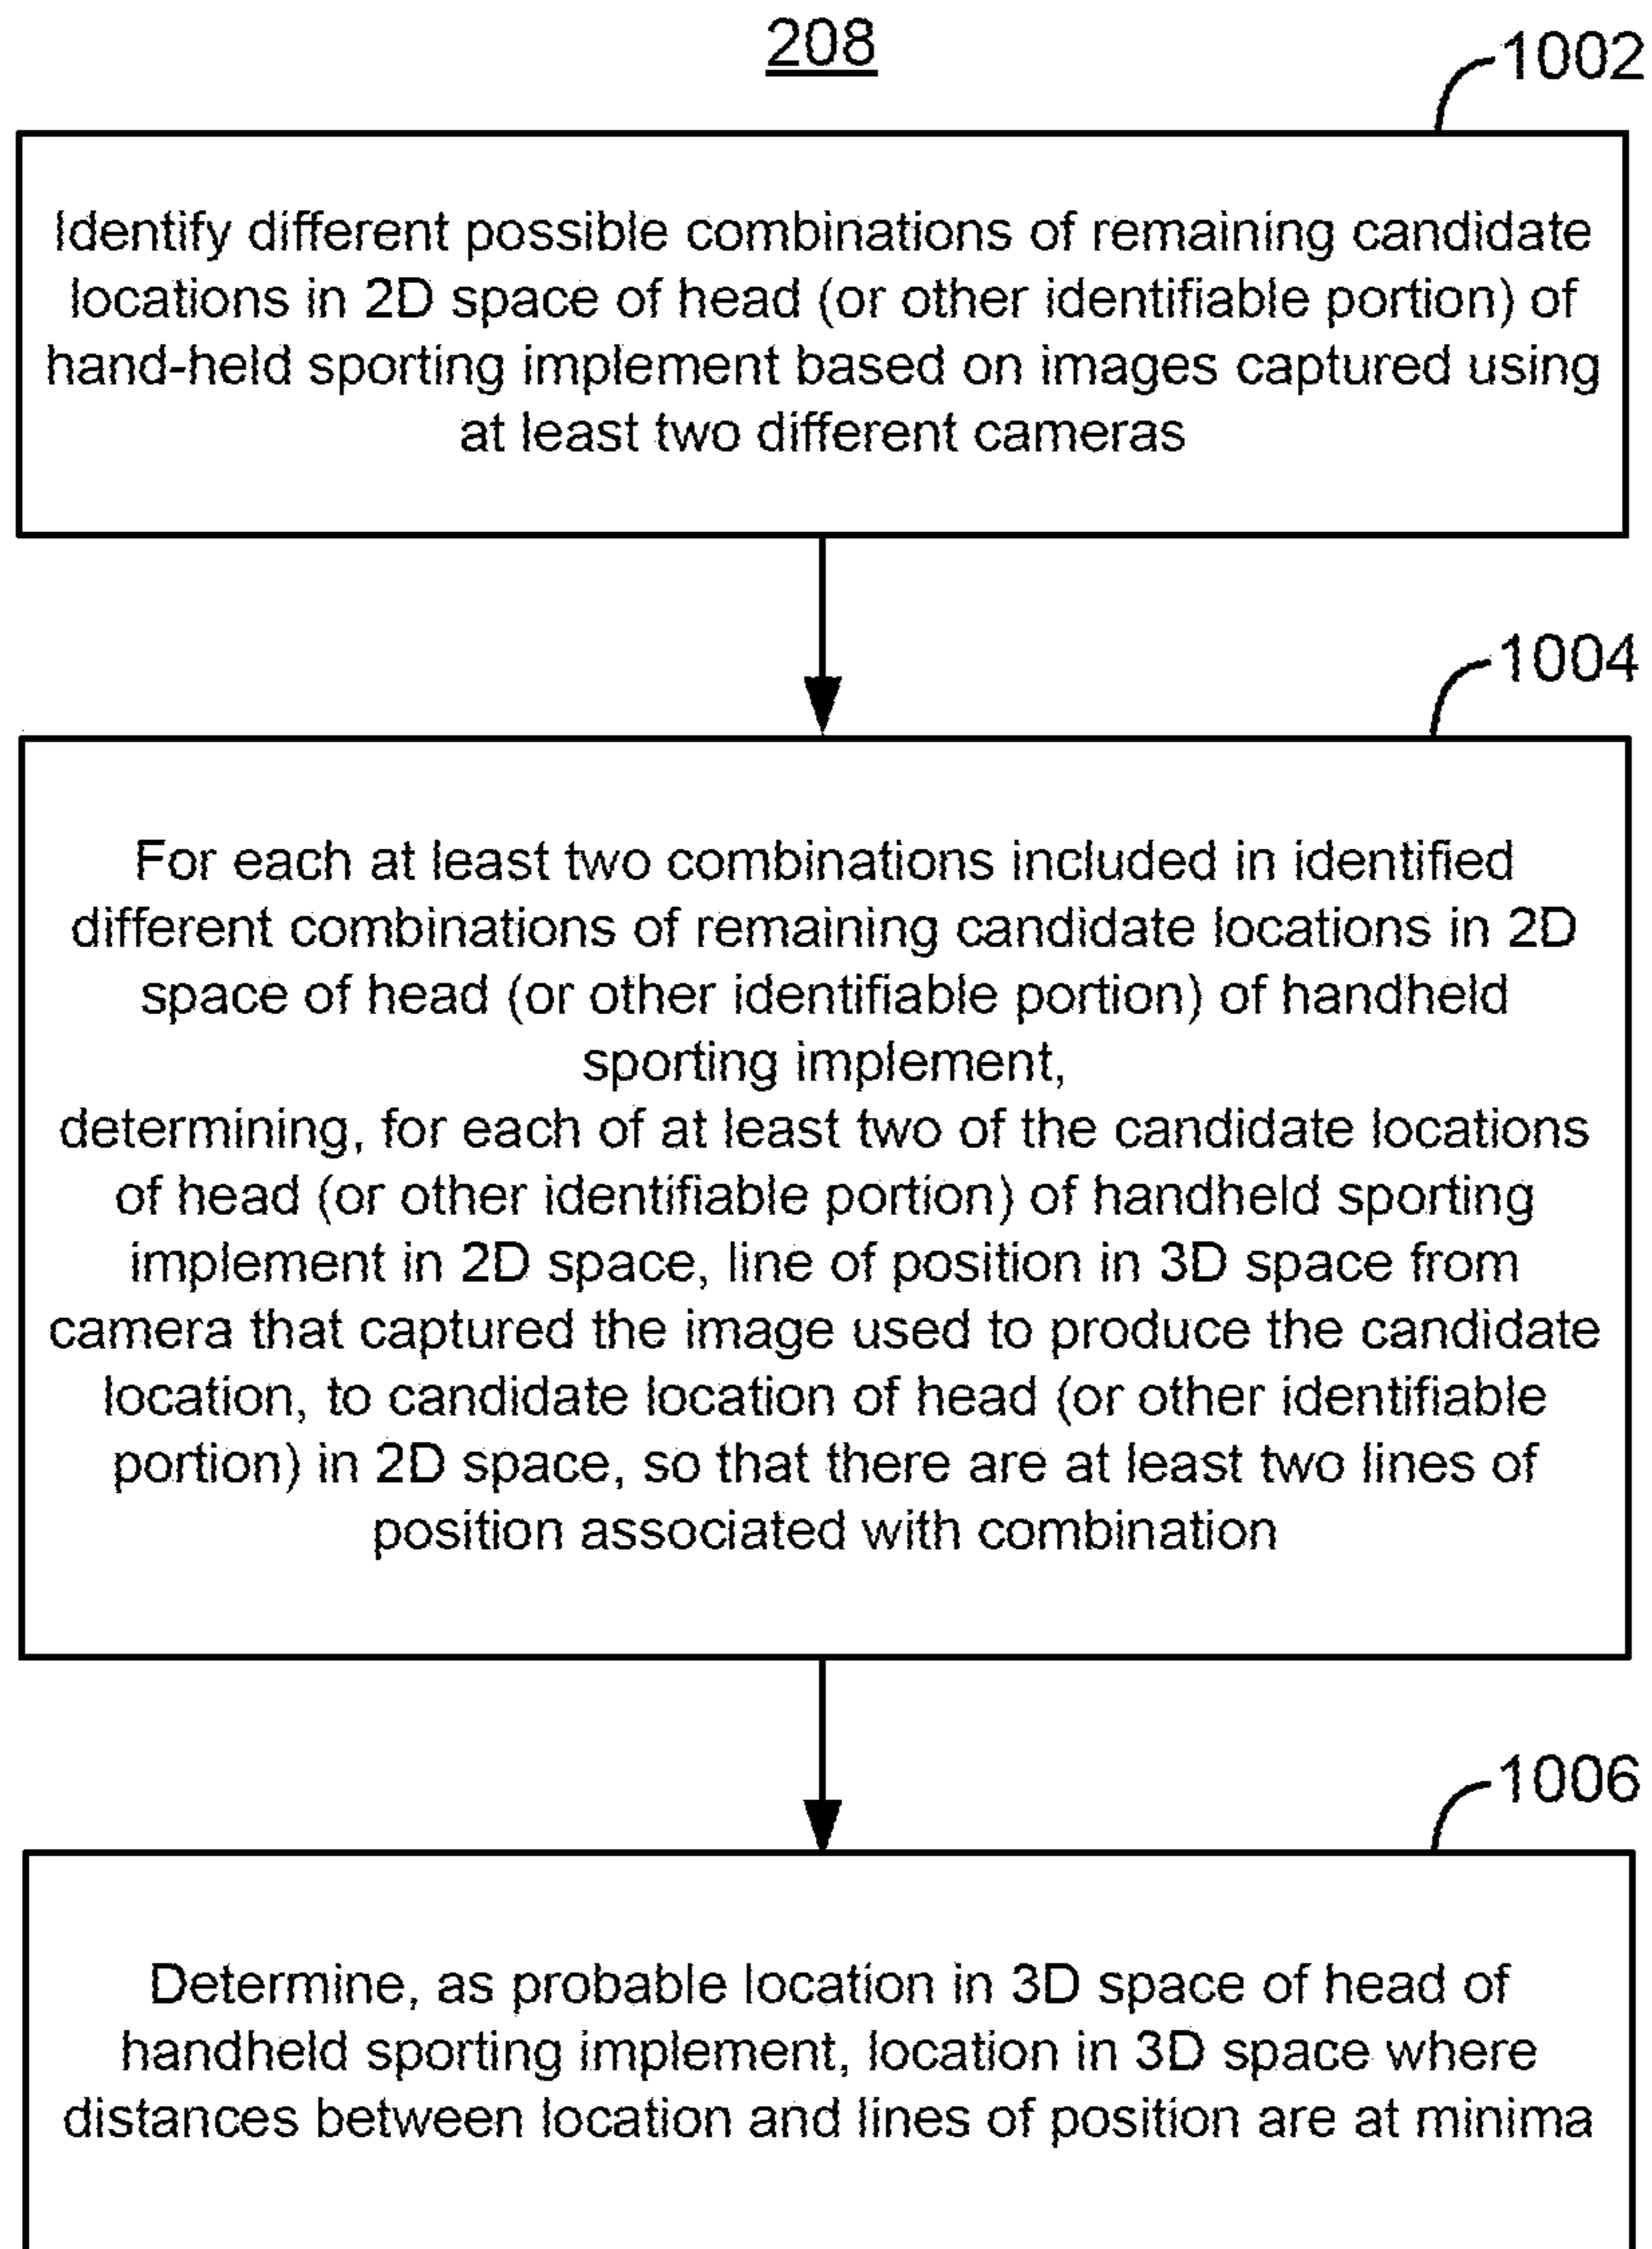 208
1002
Identify different possible combinations of remaining candidate
locations in 2D space of head (or other identifiable portion) of
hand-held sporting implement based on images captured using
at least two different cameras
1004
For each at least two combinations included in identified
different combinations of remaining candidate locations in 2D
space of head (or other identifiable portion) of handheld
sporting implement,
determining, for each of at least two of the candidate locations
of head (or other identifiable portion) of handheld sporting
implement in 2D space, line of position in 3D space from
camera that captured the image used to produce the candidate
location, to candidate location of head (or other identifiable
portion) in 2D space, so that there are at least two lines of
position associated with combination
1006
Determine, as probable location in 3D space of head of
handheld sporting implement, location in 3D space where
distances between location and lines of position are at minima